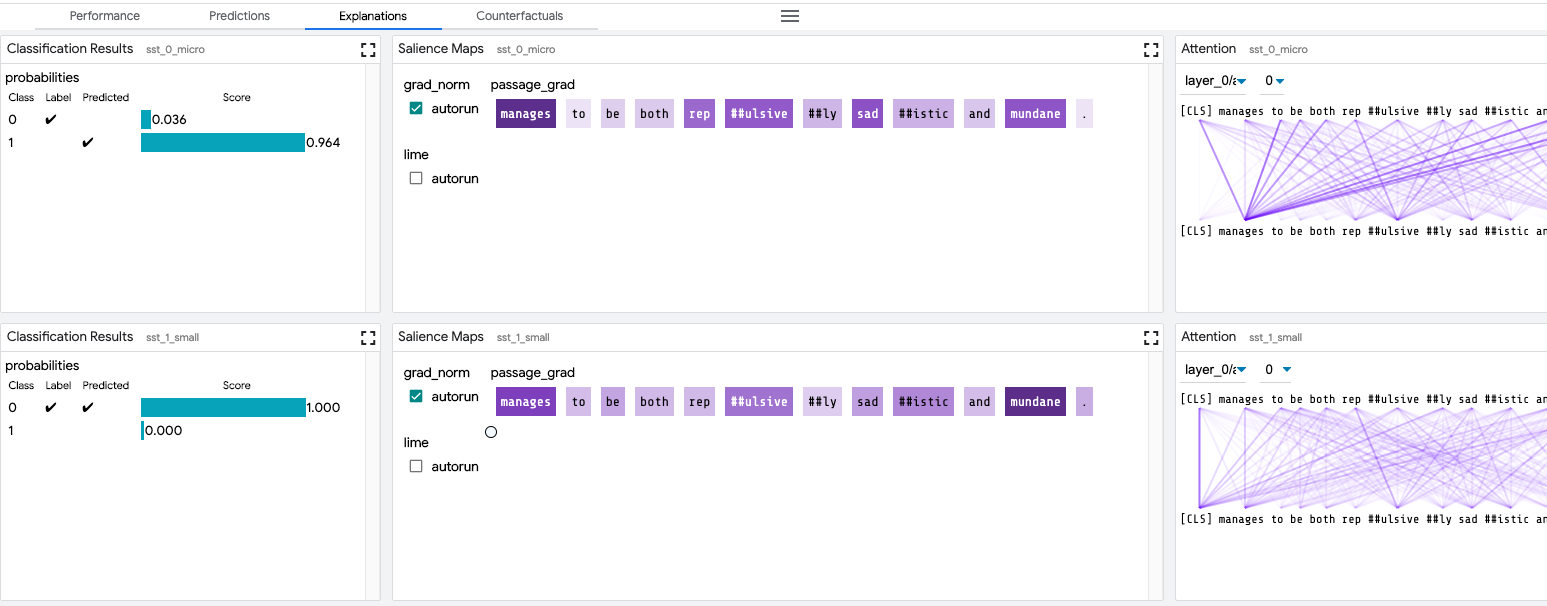 Performance Predictions Explanations Counterfactuals
Classification Results sst_0_micro
probabilities
Class Label Predicted Score
0 ✔ 0.036
1 ✔ 0.964
Salience Maps sst_0_micro
grad_norm passage_grad
autorun manages to be both rep ##ulsive ##ly sad ##istic and mundane .
lime
autorun
Attention sst_0_micro
layer_0/a 0
[CLS] manages to be both rep ##ulsive ##ly sad ##istic an
[CLS] manages to be both rep ##ulsive ##ly sad ##istic an
Classification Results sst_1_small
probabilities
Class Label Predicted Score
0 ✔ ✔ 1.000
1 0.000
Salience Maps sst_1_small
grad_norm passage_grad
autorun manages to be both rep ##ulsive ##ly sad ##istic and mundane .
lime
autorun
Attention sst_1_small
layer_0/a 0
[CLS] manages to be both rep ##ulsive ##ly sad ##istic an
[CLS] manages to be both rep ##ulsive ##ly sad ##istic an